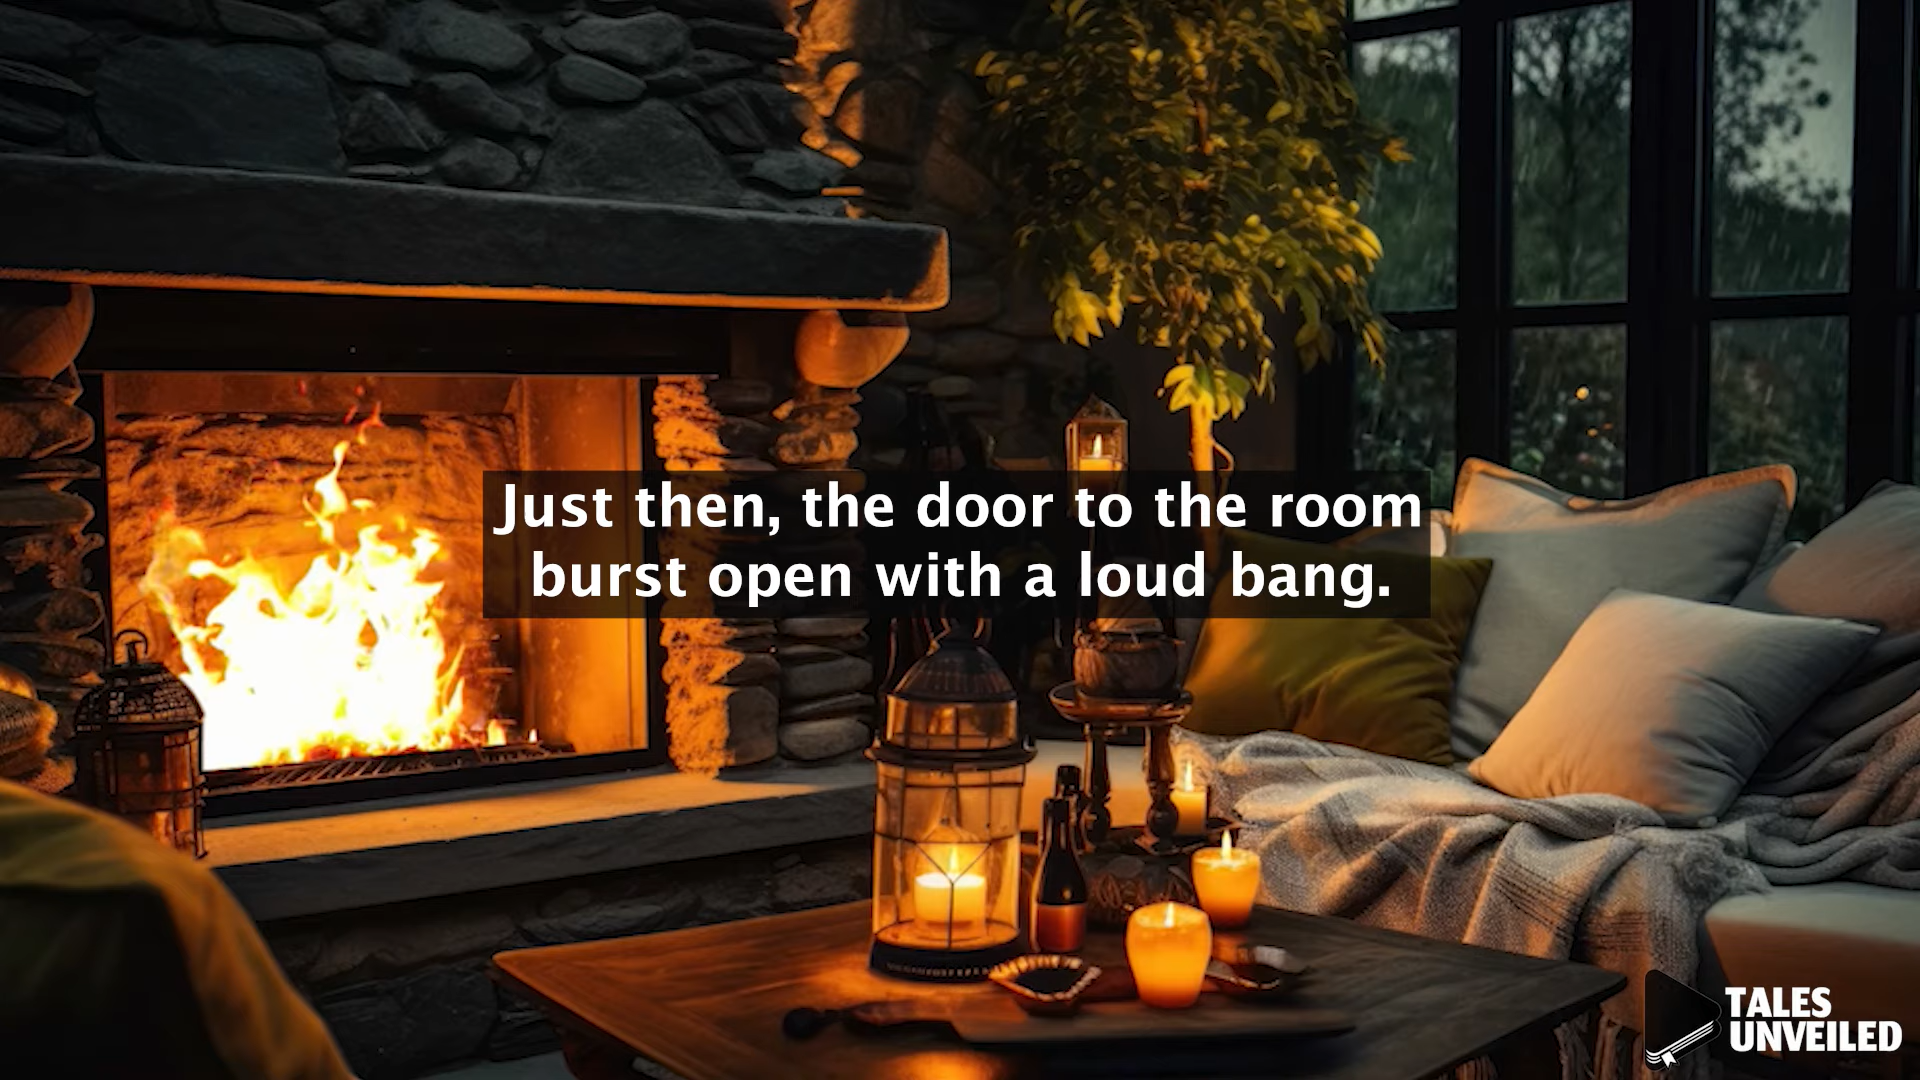 Just then, the door to the room
burst open with a loud bang.
TALES
UNVEILED